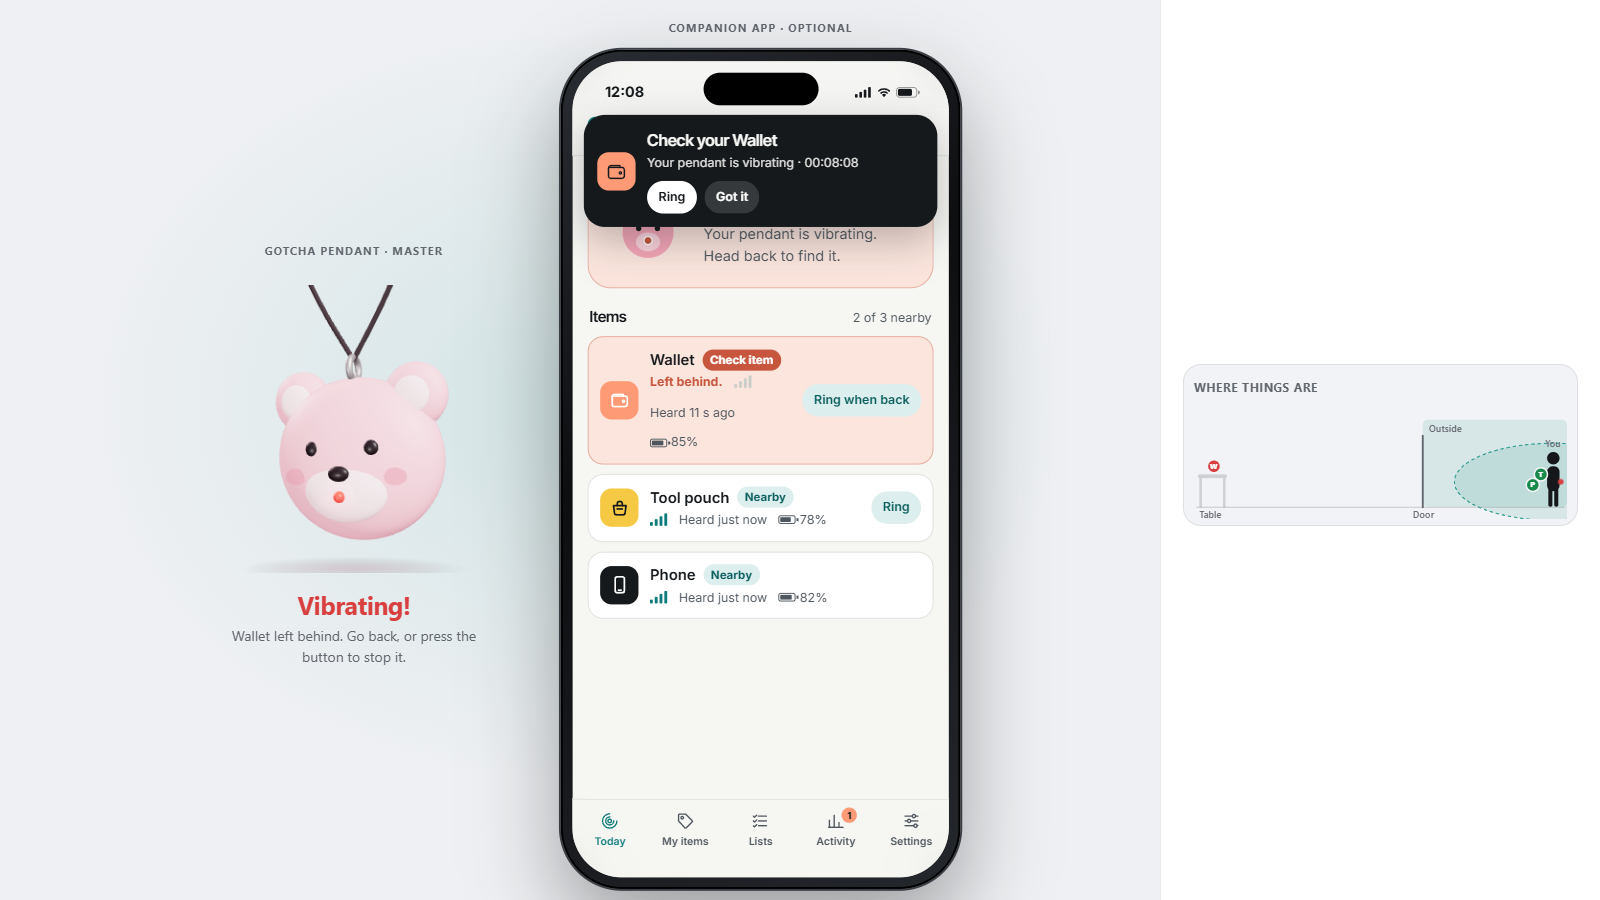 COMPANION APP · OPTIONAL
12:08
Check your Wallet
Your pendant is vibrating · 00:08:08
Ring
Got it
Your pendant is vibrating.
Head back to find it.
Items
2 of 3 nearby
Wallet
Check item
Left behind.
Heard 11 s ago
85%
Ring when back
Tool pouch
Nearby
Heard just now
78%
Ring
Phone
Nearby
Heard just now
82%
Today
My items
Lists
1
Activity
Settings
GOTCHA PENDANT · MASTER
Vibrating!
Wallet left behind. Go back, or press the
button to stop it.
WHERE THINGS ARE
Outside
You
W
T
P
Table
Door